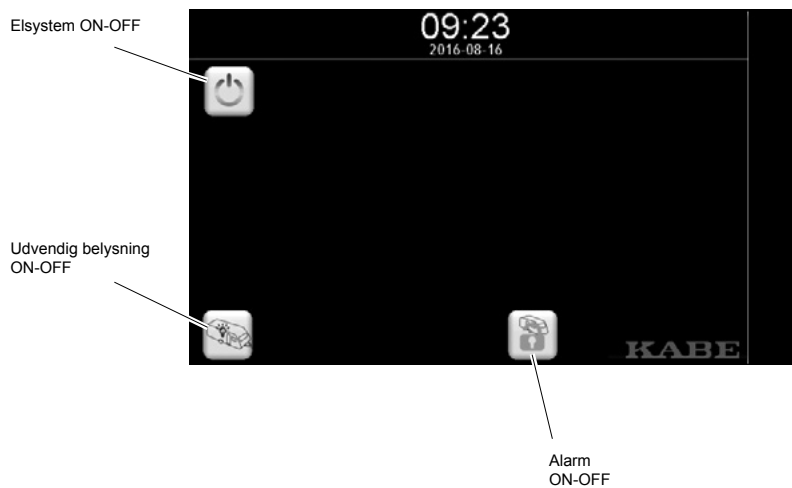 Elsystem ON-OFF
09:23
2016-08-16
Udvendig belysning
ON-OFF
KABE
Alarm
ON-OFF